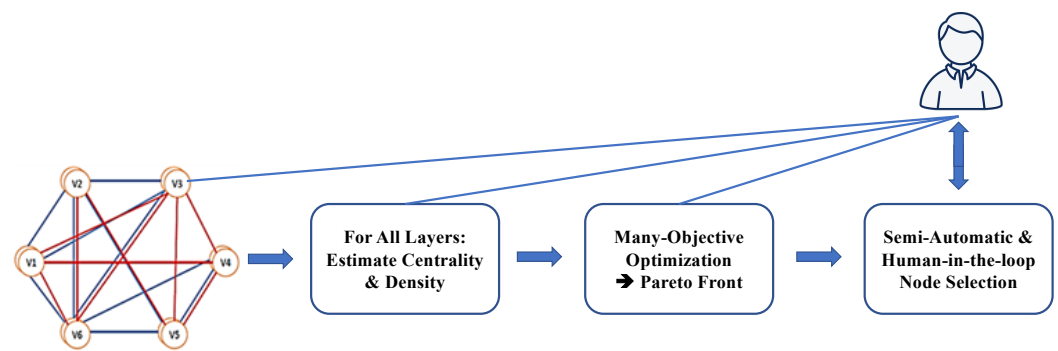 V2
V3
V1
V4
V6
V5
For All Layers:
Estimate Centrality
& Density
Many-Objective
Optimization
➔ Pareto Front
Semi-Automatic &
Human-in-the-loop
Node Selection